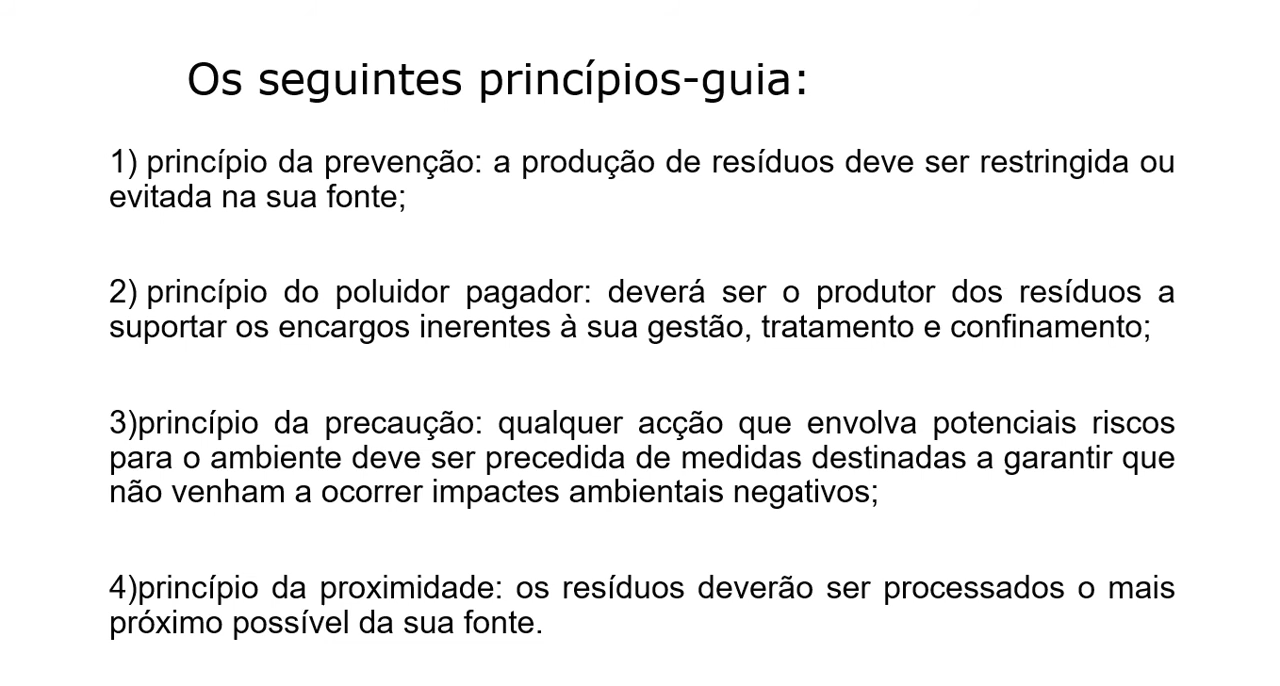 Os seguintes princípios-guia:
1) princípio da prevenção: a produção de resíduos deve ser restringida ou
evitada na sua fonte;
2) princípio do poluidor pagador: deverá ser o produtor dos resíduos a
suportar os encargos inerentes à sua gestão, tratamento e confinamento;
3)princípio da precaução: qualquer acção que envolva potenciais riscos
para o ambiente deve ser precedida de medidas destinadas a garantir que
não venham a ocorrer impactes ambientais negativos;
4)princípio da proximidade: os resíduos deverão ser processados o mais
próximo possível da sua fonte.